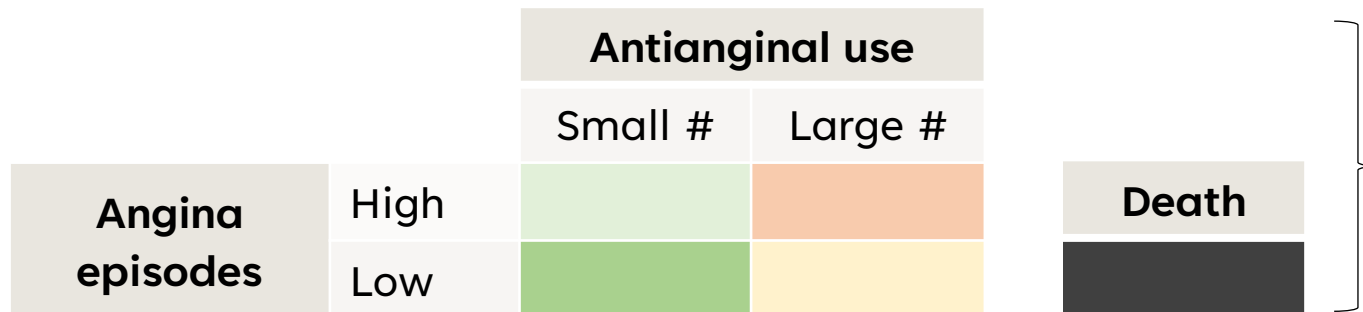 Antianginal use
Small #
Large #
Angina
episodes
High
Low
Death